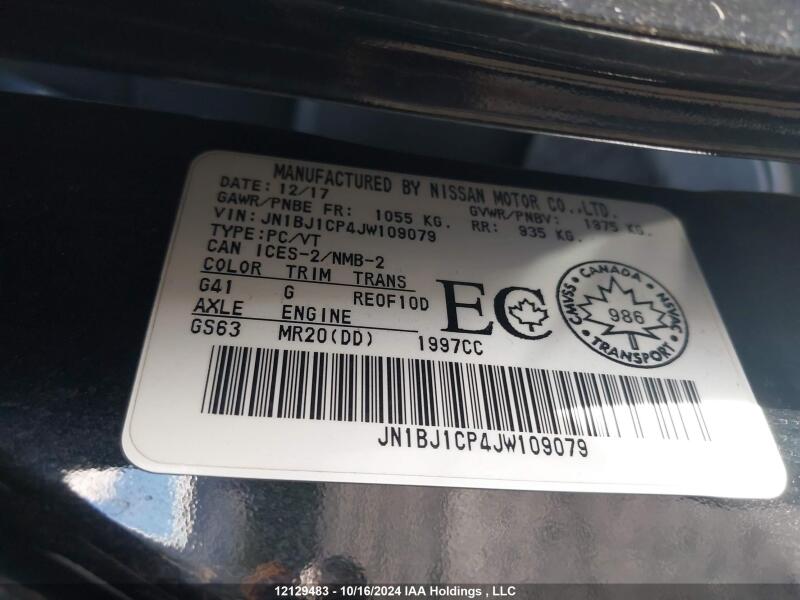 MANUFACTURED BY NISSAN MOTOR CO.,LTD.
DATE: 12/17 GVWR/PNBV: 1975 KG.
GAWR/PNBE FR: 1055 KG. RR: 935 KG.
VIN: JN1BJ1CP4JW109079
TYPE:PC/VT
CAN ICES-2/NMB-2
COLOR TRIM TRANS
G41 G RE0F10D
AXLE ENGINE
GS63 MR20(DD) 1997CC
EC
CANADA
CMVSS 986 NSVAC
TRANSPORT
JN1BJ1CP4JW109079
12129483 - 10/16/2024 IAA Holdings , LLC